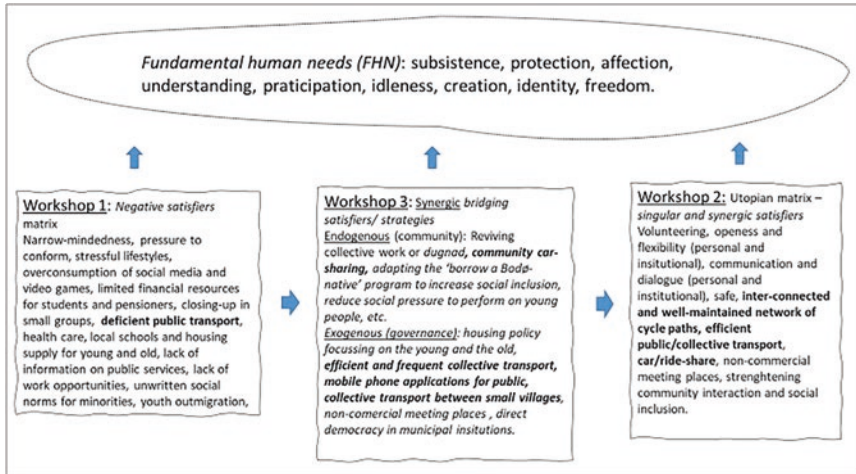 Fundamental human needs (FHN): subsistence, protection, affection,
understanding, praticipation, idleness, creation, identity, freedom.
Workshop 1: Negative satisfiers
matrix
Narrow-mindedness, pressure to
conform, stressful lifestyles,
overconsumption of social media and
video games, limited financial resources
for students and pensioners, closing-up in
small groups, deficient public transport,
health care, local schools and housing
supply for young and old, lack of
information on public services, lack of
work opportunities, unwritten social
norms for minorities, youth outmigration,
Workshop 3: Synergic bridging
satisfiers/ strategies
Endogenous (community): Reviving
collective work or dugnad, community car-
sharing, adapting the 'borrow a Bodø-
native' program to increase social inclusion,
reduce social pressure to perform on young
people, etc.
Exogenous (governance): housing policy
focussing on the young and the old,
efficient and frequent collective transport,
mobile phone applications for public,
collective transport between small villages,
non-comercial meeting places , direct
democracy in municipal insitutions.
Workshop 2: Utopian matrix –
singular and synergic satisfiers
Volunteering, openess and
flexibility (personal and
insitutional), communication and
dialogue (personal and
institutional), safe, inter-connected
and well-maintained network of
cycle paths, efficient
public/collective transport,
car/ride-share, non-commercial
meeting places, strenghtening
community interaction and social
inclusion.